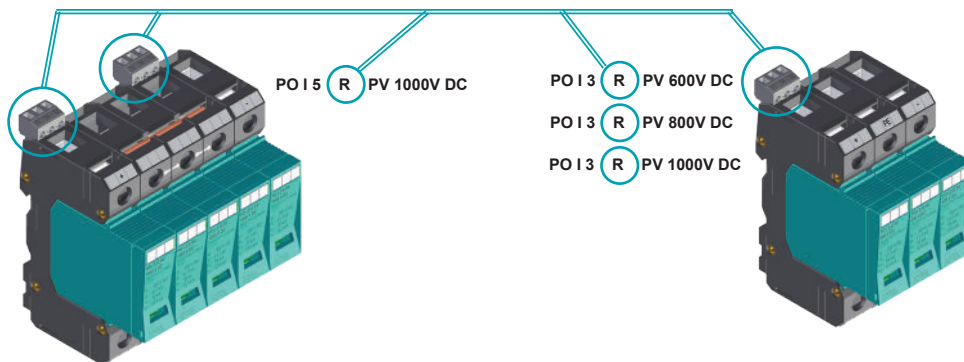 PO I 5 R PV 1000V DC
PO I 3 R PV 600V DC
PO I 3 R PV 800V DC
PO I 3 R PV 1000V DC
+
-
+
PE
-